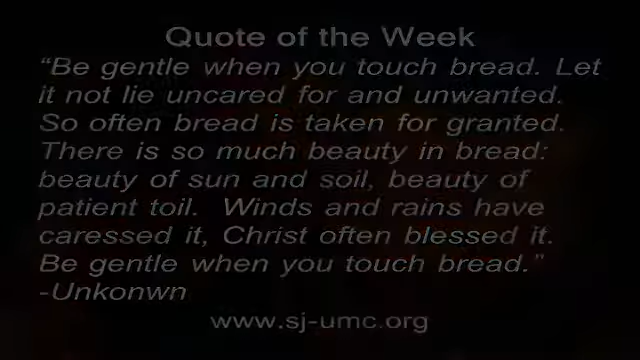 Quote of the Week
“Be gentle when you touch bread. Let
it not lie uncared for and unwanted.
So often bread is taken for granted.
There is so much beauty in bread:
beauty of sun and soil, beauty of
patient toil.  Winds and rains have
caressed it, Christ often blessed it.
Be gentle when you touch bread.”
-Unkonwn
www.sj-umc.org